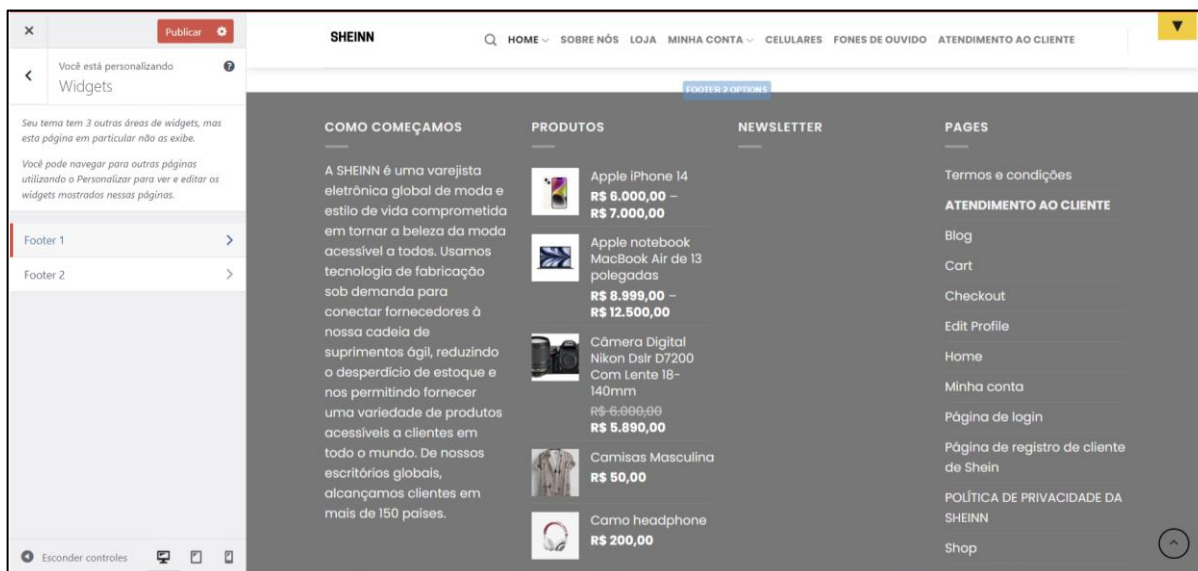 Publicar
Você está personalizando
Widgets
Seu tema tem 3 outras áreas de widgets, mas
esta página em particular não as exibe.
Você pode navegar para outras páginas
utilizando o Personalizar para ver e editar os
widgets mostrados nessas páginas.
Footer 1
Footer 2
Esconder controles
SHEINN
HOME
SOBRE NÓS
LOJA
MINHA CONTA
CELULARES
FONES DE OUVIDO
ATENDIMENTO AO CLIENTE
FOOTER 2 OPTIONS
COMO COMEÇAMOS
A SHEINN é uma varejista
eletrônica global de moda e
estilo de vida comprometida
em tornar a beleza da moda
acessível a todos. Usamos
tecnologia de fabricação
sob demanda para
conectar fornecedores à
nossa cadeia de
suprimentos ágil, reduzindo
o desperdício de estoque e
nos permitindo fornecer
uma variedade de produtos
acessíveis a clientes em
todo o mundo. De nossos
escritórios globais,
alcançamos clientes em
mais de 150 países.
PRODUTOS
Apple iPhone 14
R$ 6.000,00 –
R$ 7.000,00
Apple notebook
MacBook Air de 13
polegadas
R$ 8.999,00 –
R$ 12.500,00
Câmera Digital
Nikon Dslr D7200
Com Lente 18-
140mm
R$ 6.000,00
R$ 5.890,00
Camisas Masculina
R$ 50,00
Camo headphone
R$ 200,00
NEWSLETTER
PAGES
Termos e condições
ATENDIMENTO AO CLIENTE
Blog
Cart
Checkout
Edit Profile
Home
Minha conta
Página de login
Página de registro de cliente
de Shein
POLÍTICA DE PRIVACIDADE DA
SHEINN
Shop